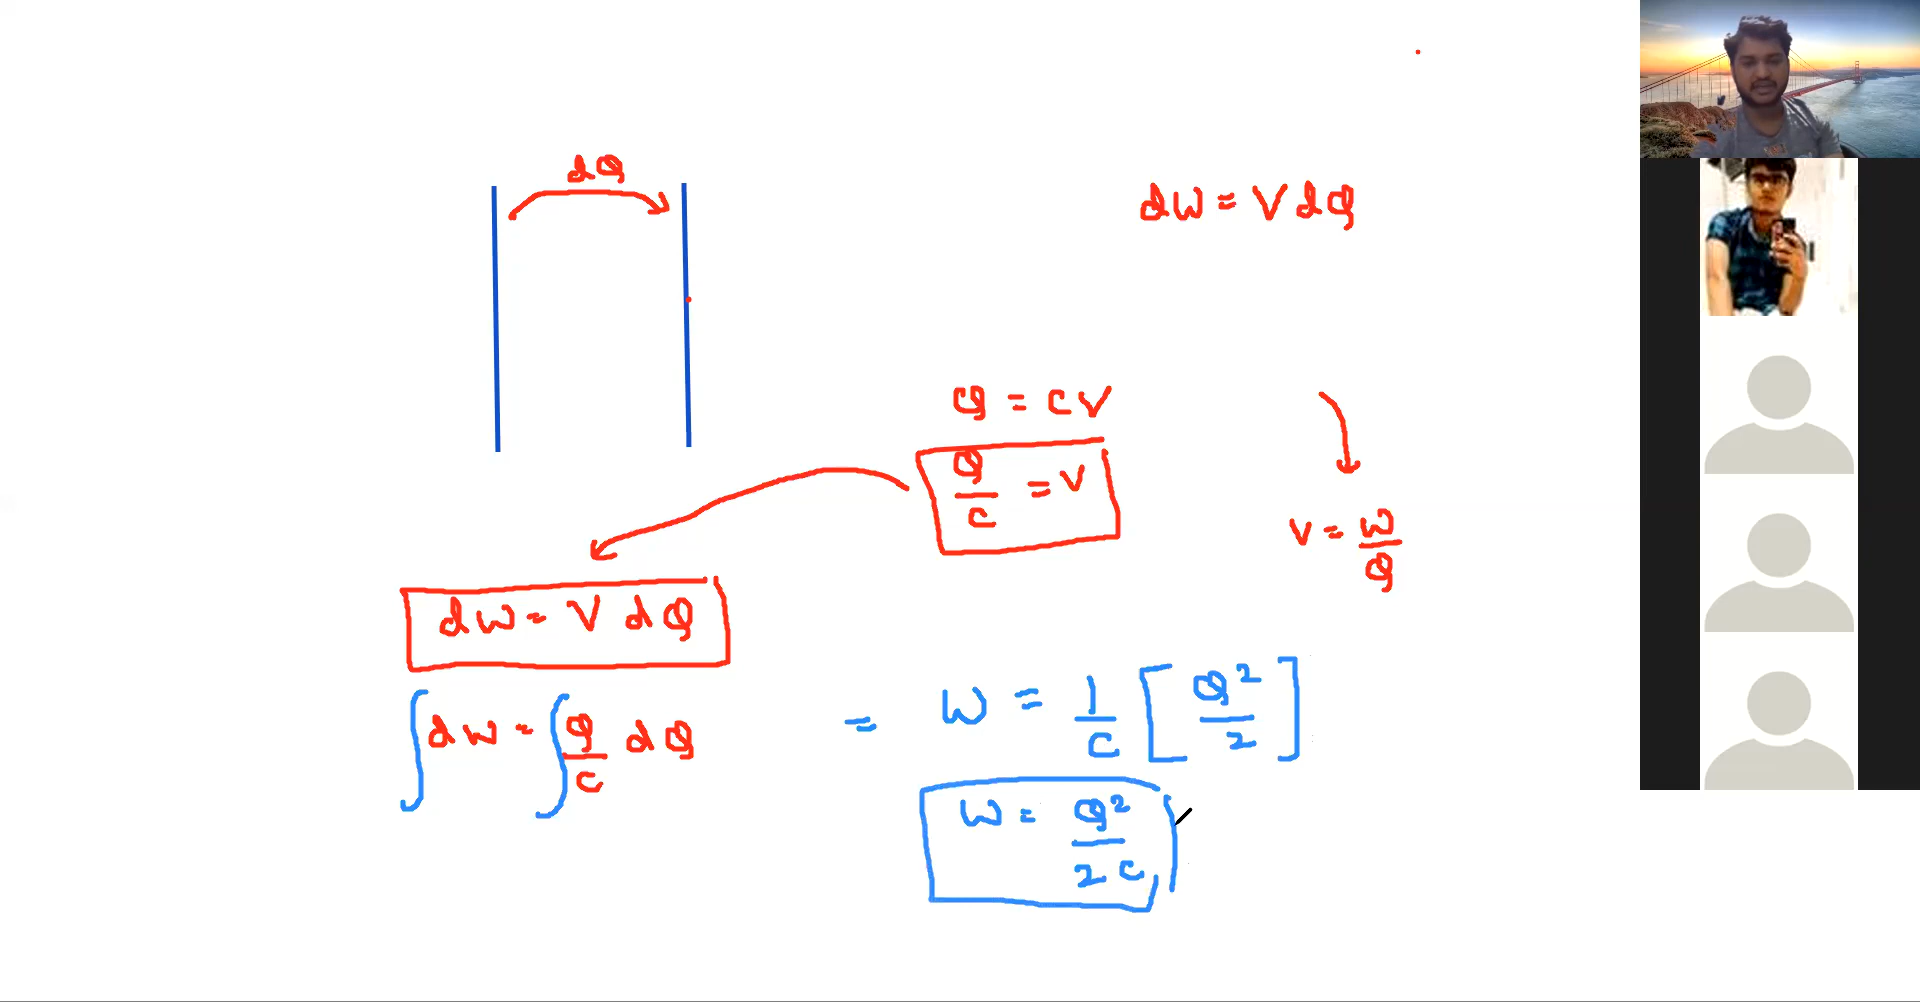 dQ
dW = V dQ
Q = CV
Q/C = V
V = W/Q
dW = V dQ
∫dW = ∫Q/C dQ
= W = 1/C [Q²/2]
W = Q²/2C